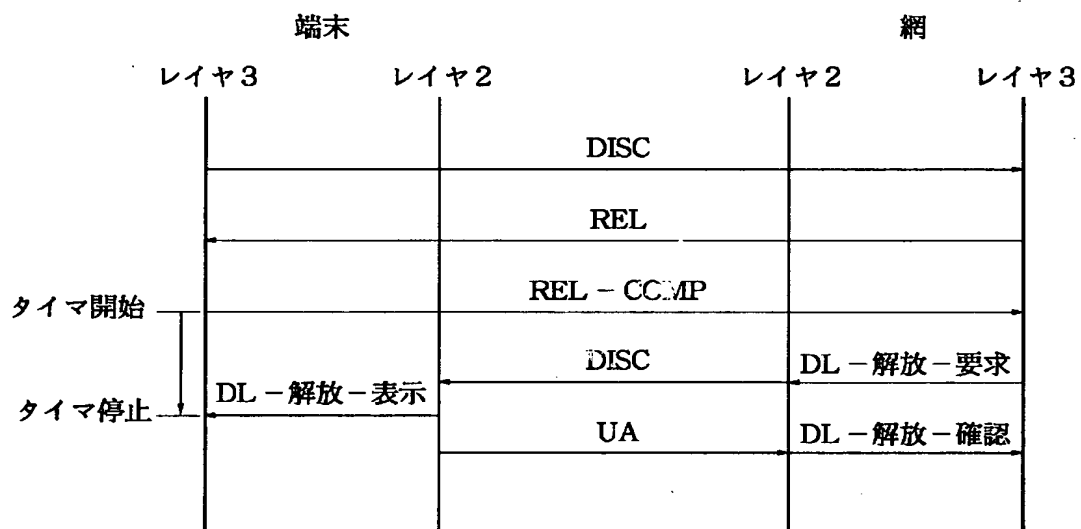 端末 網
レイヤ3 レイヤ2 レイヤ2 レイヤ3
DISC
REL
タイマ開始 REL－COMP
DISC DL－解放－要求
タイマ停止 DL－解放－表示
UA DL－解放－確認